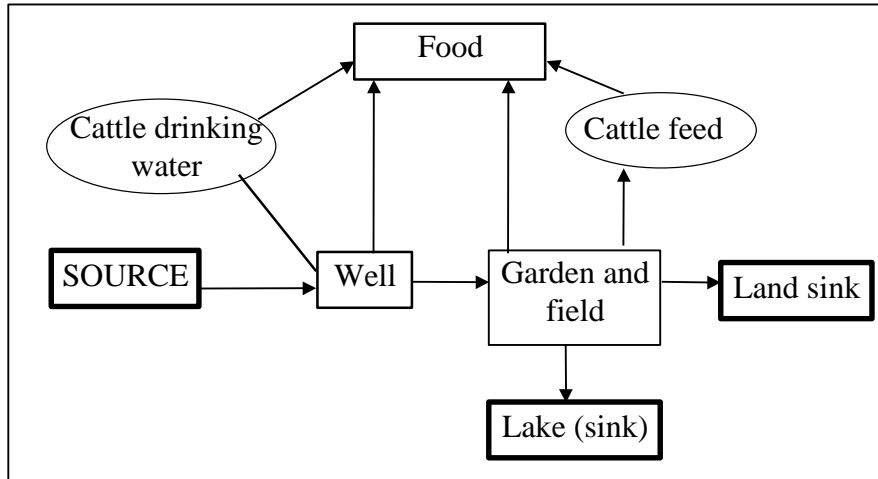 Food
Cattle drinking
water
Cattle feed
SOURCE
Well
Garden and
field
Land sink
Lake (sink)